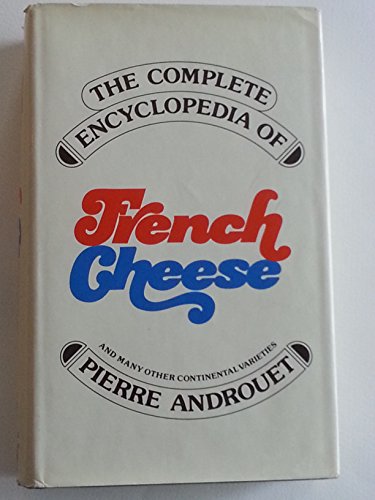 THE COMPLETE
ENCYCLOPEDIA OF
French
Cheese
AND MANY OTHER CONTINENTAL VARIETIES
PIERRE ANDROUET